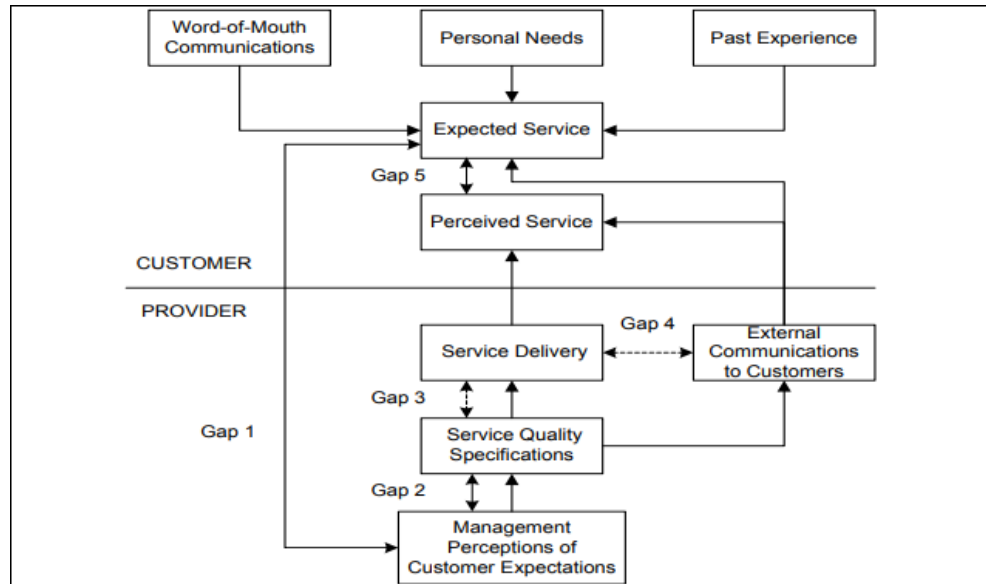 Word-of-Mouth
Communications
Personal Needs
Past Experience
Expected Service
Gap 5
Perceived Service
CUSTOMER
PROVIDER
Gap 4
Service Delivery
External
Communications
to Customers
Gap 3
Gap 1
Service Quality
Specifications
Gap 2
Management
Perceptions of
Customer Expectations